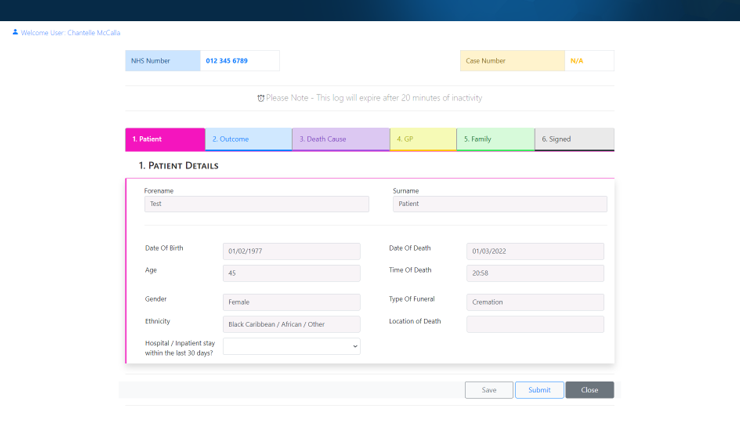 Welcome User: Chantelle McCalla
NHS Number 012 345 6789 Case Number N/A
Please Note - This log will expire after 20 minutes of inactivity
1. Patient 2. Outcome 3. Death Cause 4. GP 5. Family 6. Signed
1. Patient Details
Forename Surname
Test Patient
Date Of Birth 01/02/1977 Date Of Death 01/03/2022
Age 45 Time Of Death 20:58
Gender Female Type Of Funeral Cremation
Ethnicity Black Caribbean / African / Other Location of Death
Hospital / Inpatient stay
within the last 30 days?
Save Submit Close